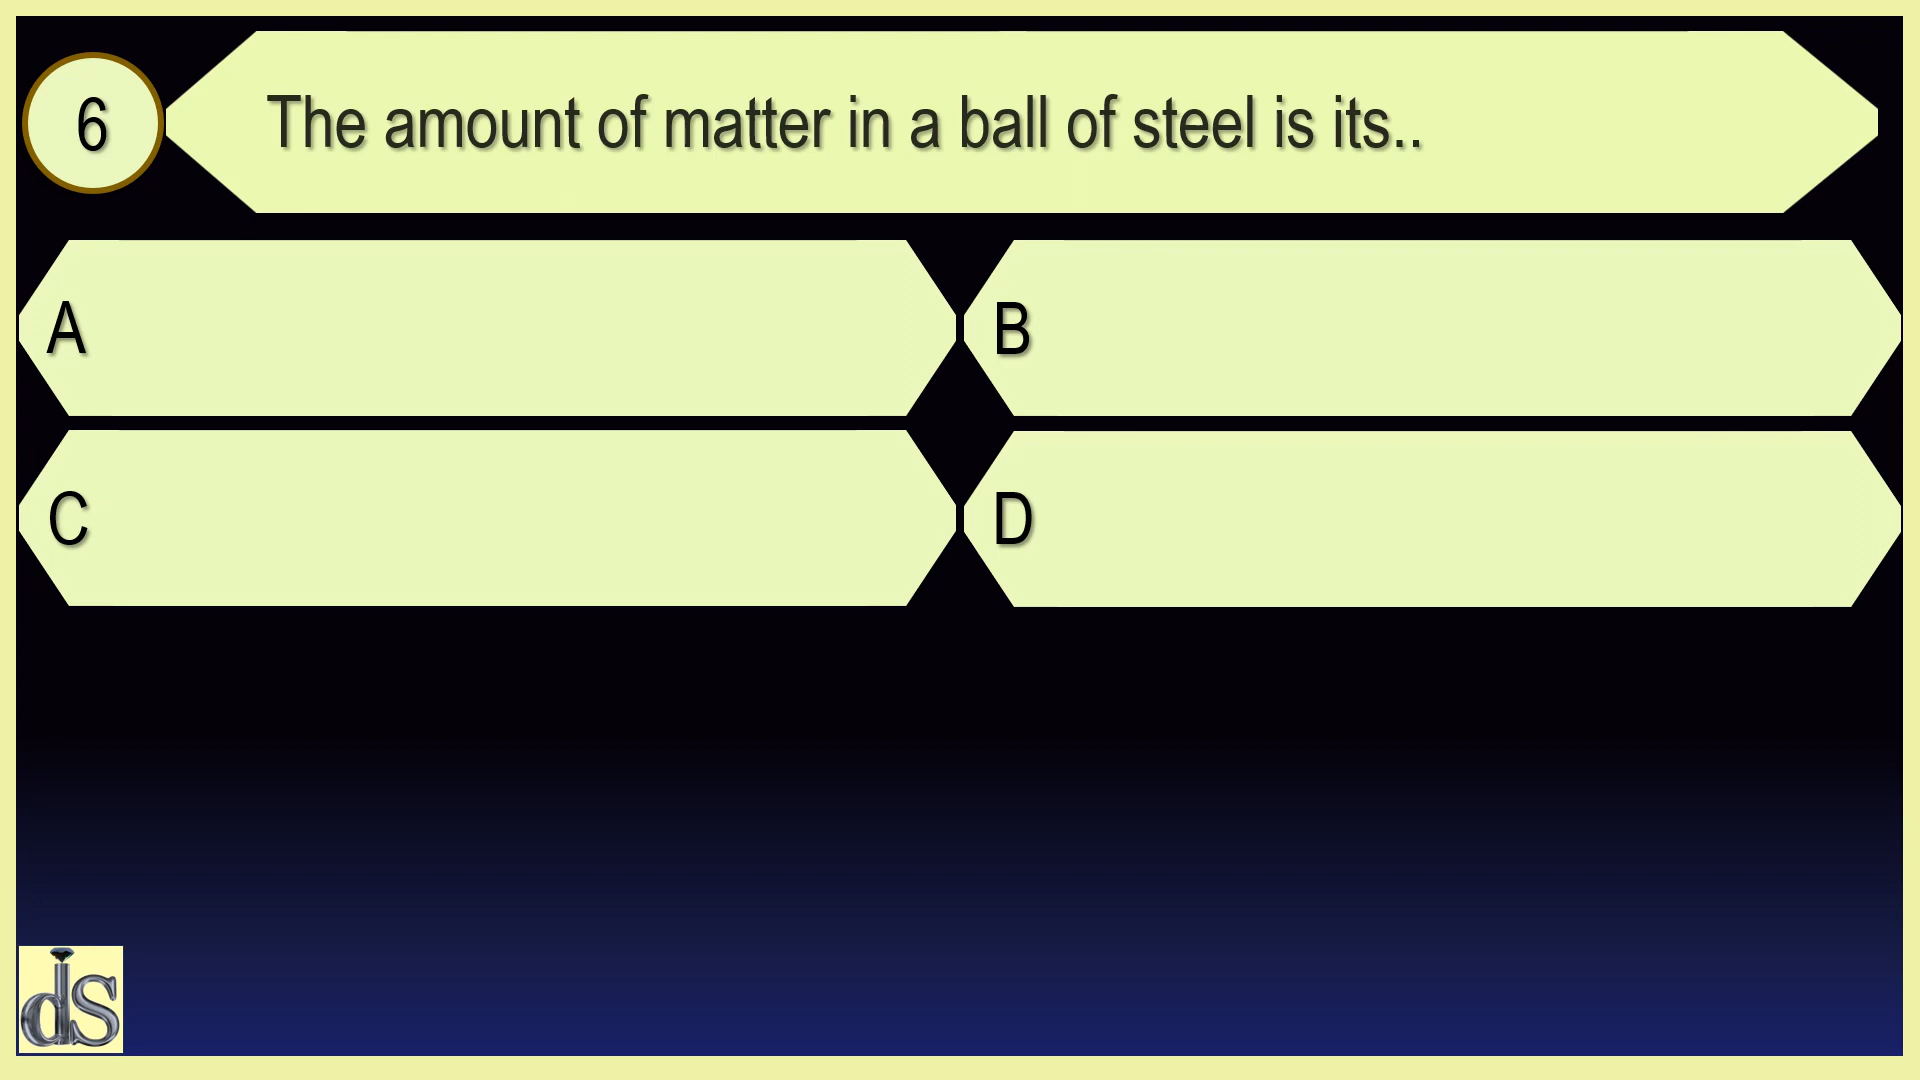 6
The amount of matter in a ball of steel is its..
A
B
C
D
ds